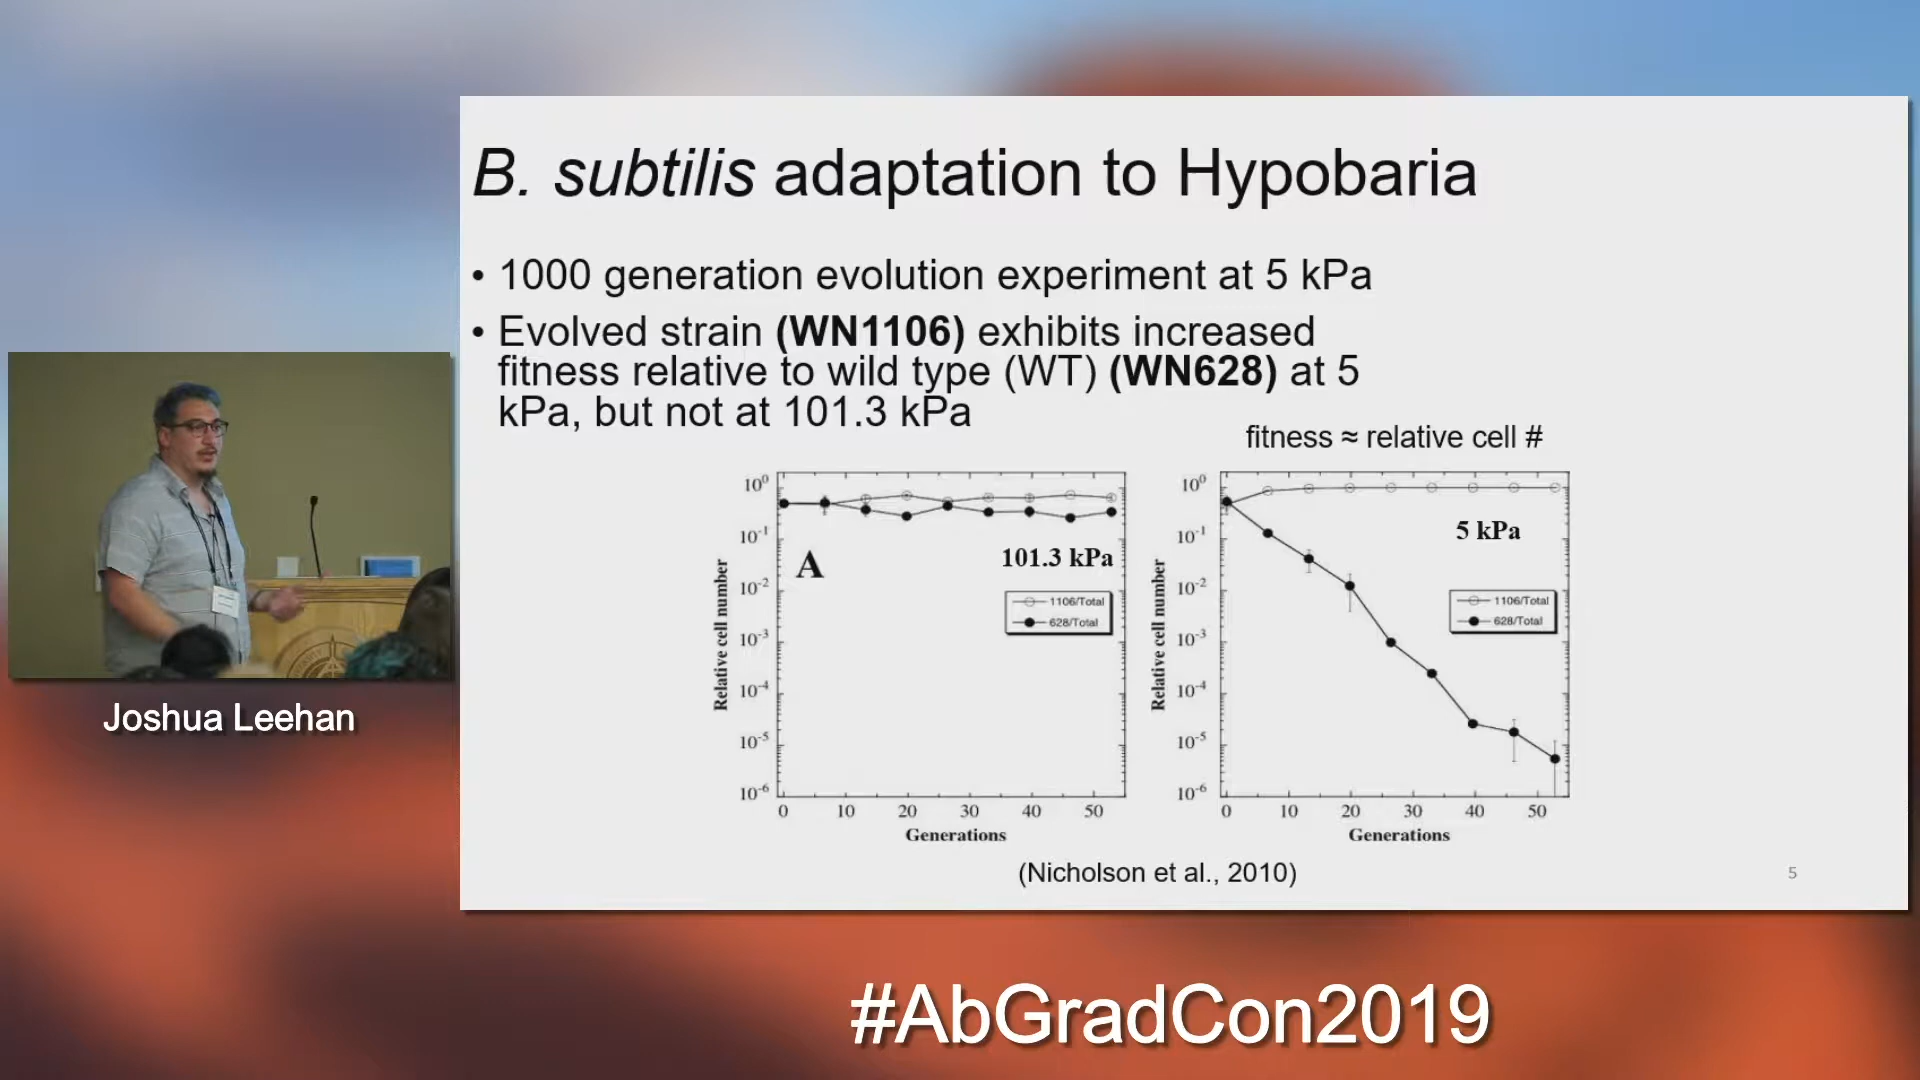 B. subtilis adaptation to Hypobaria
• 1000 generation evolution experiment at 5 kPa
• Evolved strain (WN1106) exhibits increased
fitness relative to wild type (WT) (WN628) at 5
kPa, but not at 101.3 kPa
fitness ≈ relative cell #
10⁰
10⁻¹
10⁻²
10⁻³
10⁻⁴
10⁻⁵
10⁻⁶
Relative cell number
A
101.3 kPa
1106/Total
628/Total
0 10 20 30 40 50
Generations
10⁰
10⁻¹
10⁻²
10⁻³
10⁻⁴
10⁻⁵
10⁻⁶
Relative cell number
5 kPa
1106/Total
628/Total
0 10 20 30 40 50
Generations
(Nicholson et al., 2010)
5
Joshua Leehan
#AbGradCon2019